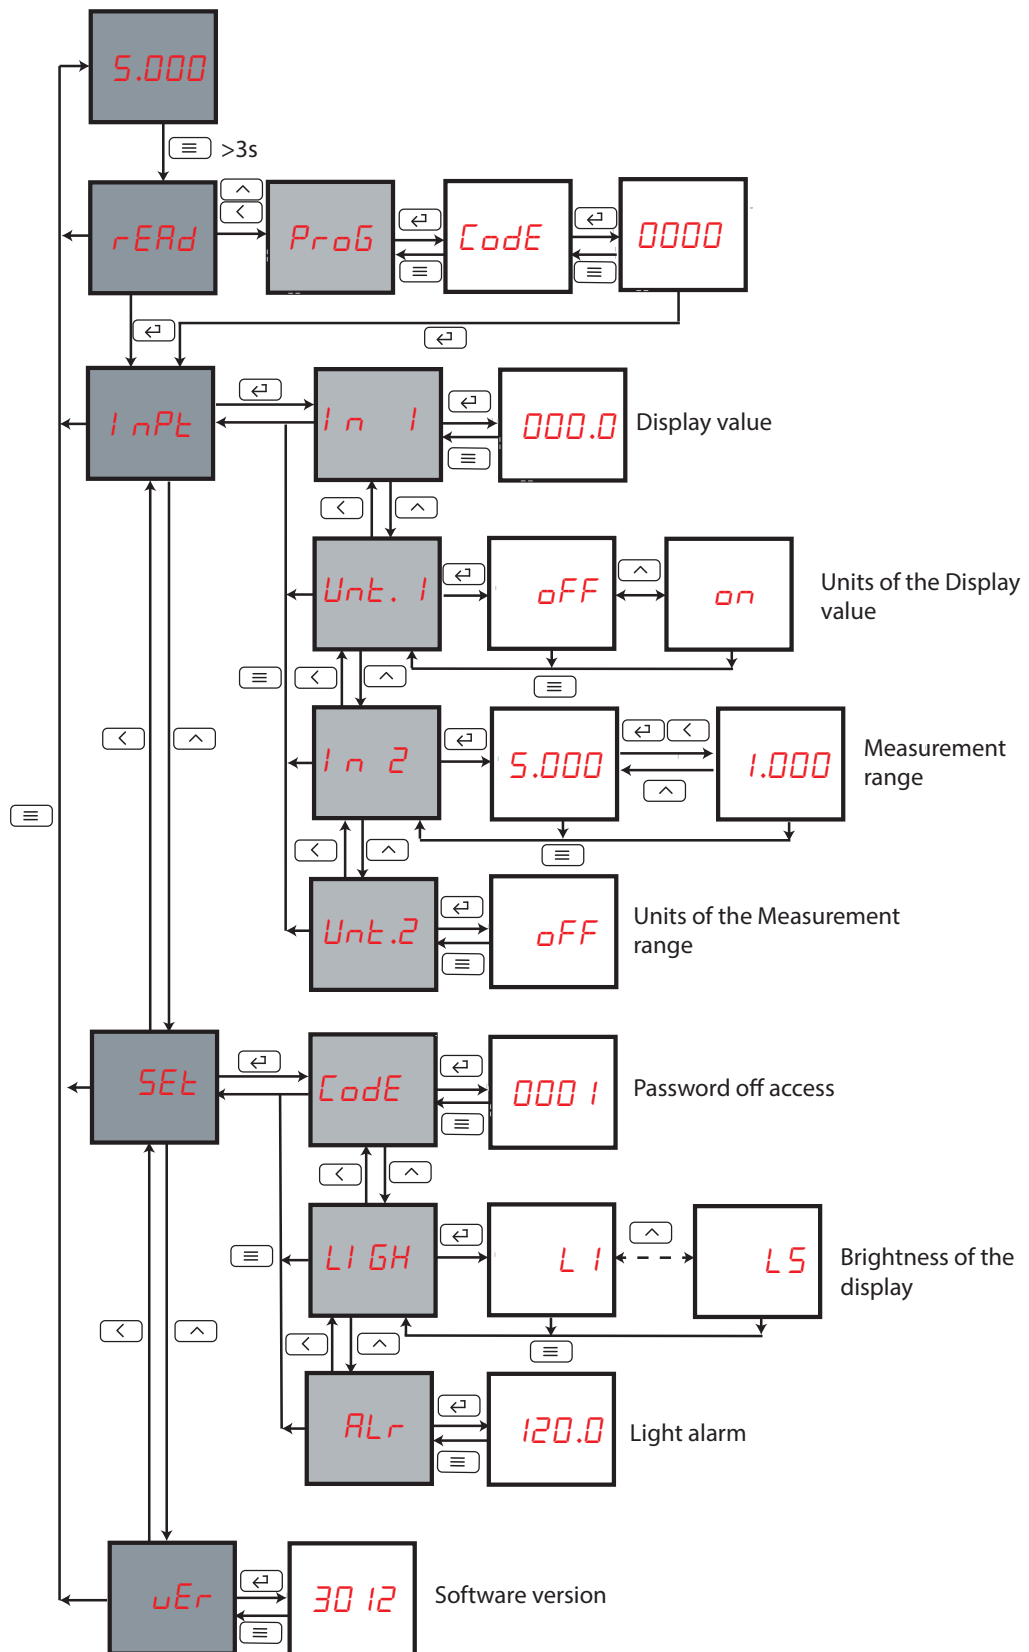 5.000
>3s
rEAd
ProG
CodE
0000
InPt
In 1
000.0
Display value
Unt. 1
oFF
on
Units of the Display
value
In 2
5.000
1.000
Measurement
range
Unt.2
oFF
Units of the Measurement
range
SEt
CodE
0001
Password off access
LIGH
L1
L5
Brightness of the
display
ALr
120.0
Light alarm
uEr
3012
Software version